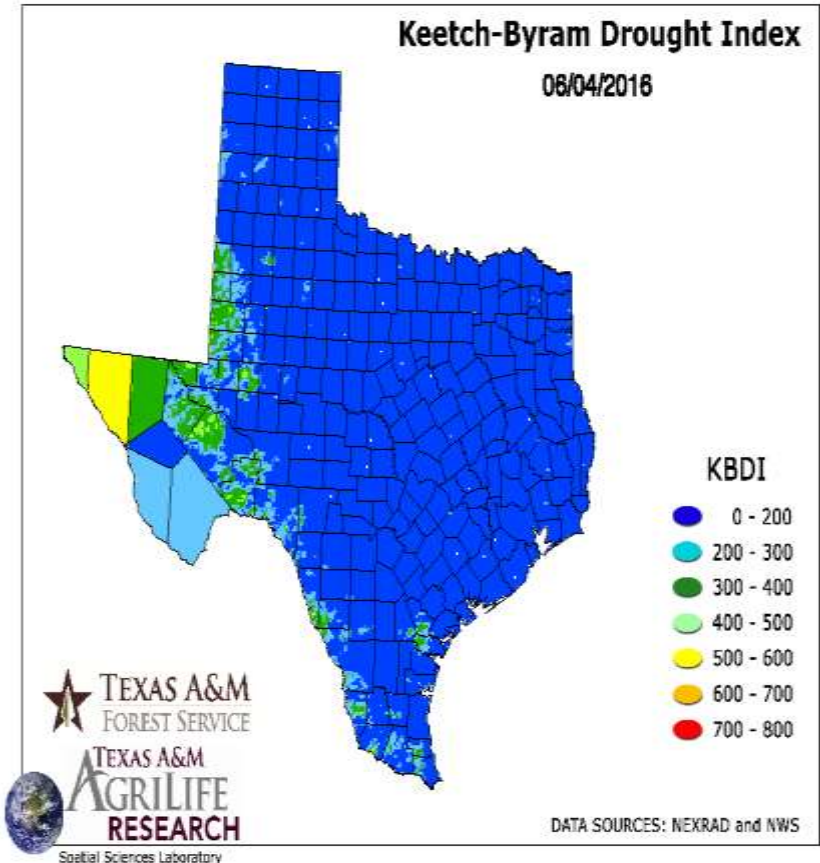 Keetch-Byram Drought Index
06/04/2016
KBDI
0 - 200
200 - 300
300 - 400
400 - 500
500 - 600
600 - 700
700 - 800
TEXAS A&M
FOREST SERVICE
TEXAS A&M
AGRILIFE
RESEARCH
Spatial Sciences Laboratory
DATA SOURCES: NEXRAD and NWS